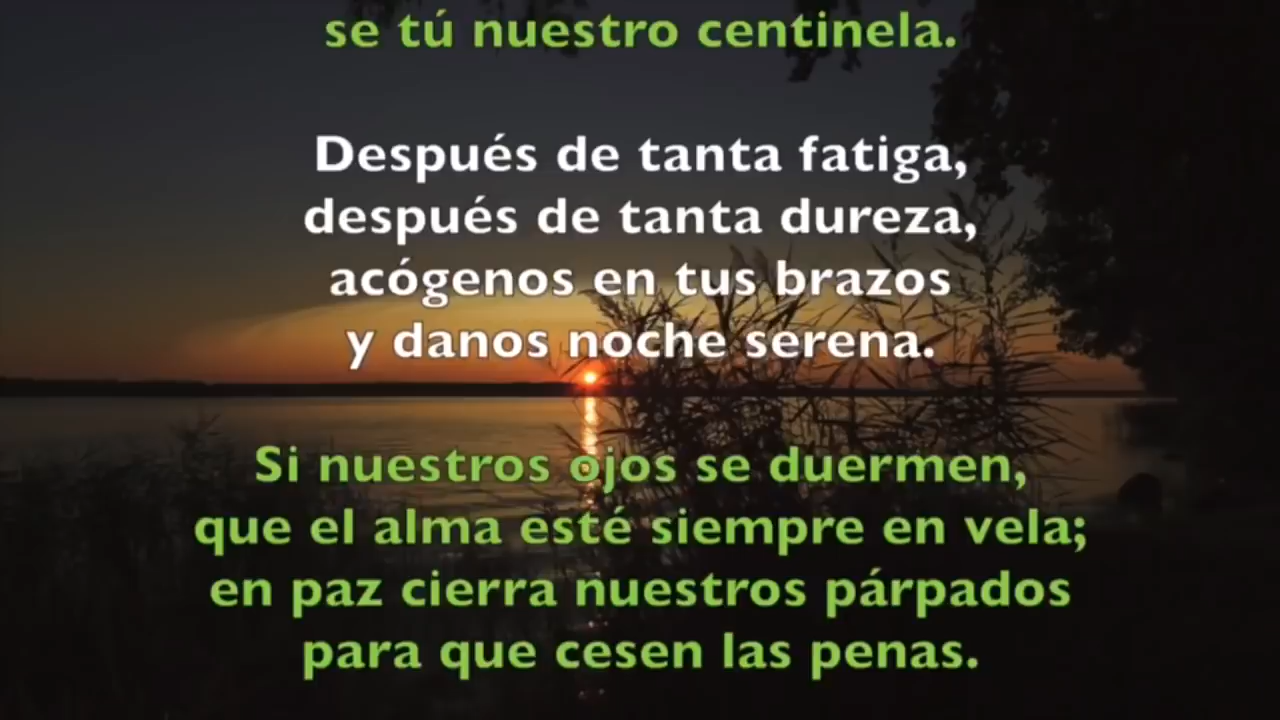 se tú nuestro centinela.
Después de tanta fatiga,
después de tanta dureza,
acógenos en tus brazos
y danos noche serena.
Si nuestros ojos se duermen,
que el alma esté siempre en vela;
en paz cierra nuestros párpados
para que cesen las penas.